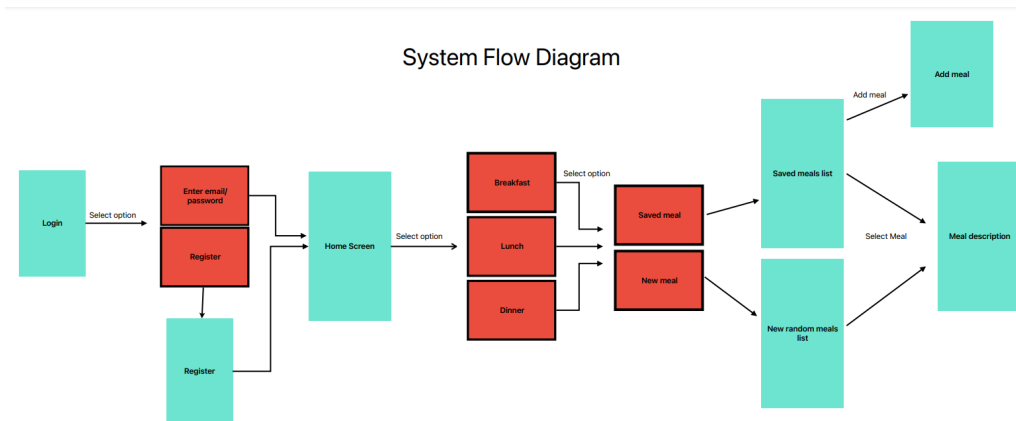 System Flow Diagram
Login
Select option
Enter email/
password
Register
Register
Home Screen
Select option
Breakfast
Lunch
Dinner
Select option
Saved meal
New meal
Saved meals list
New random meals
list
Add meal
Add meal
Select Meal
Meal description